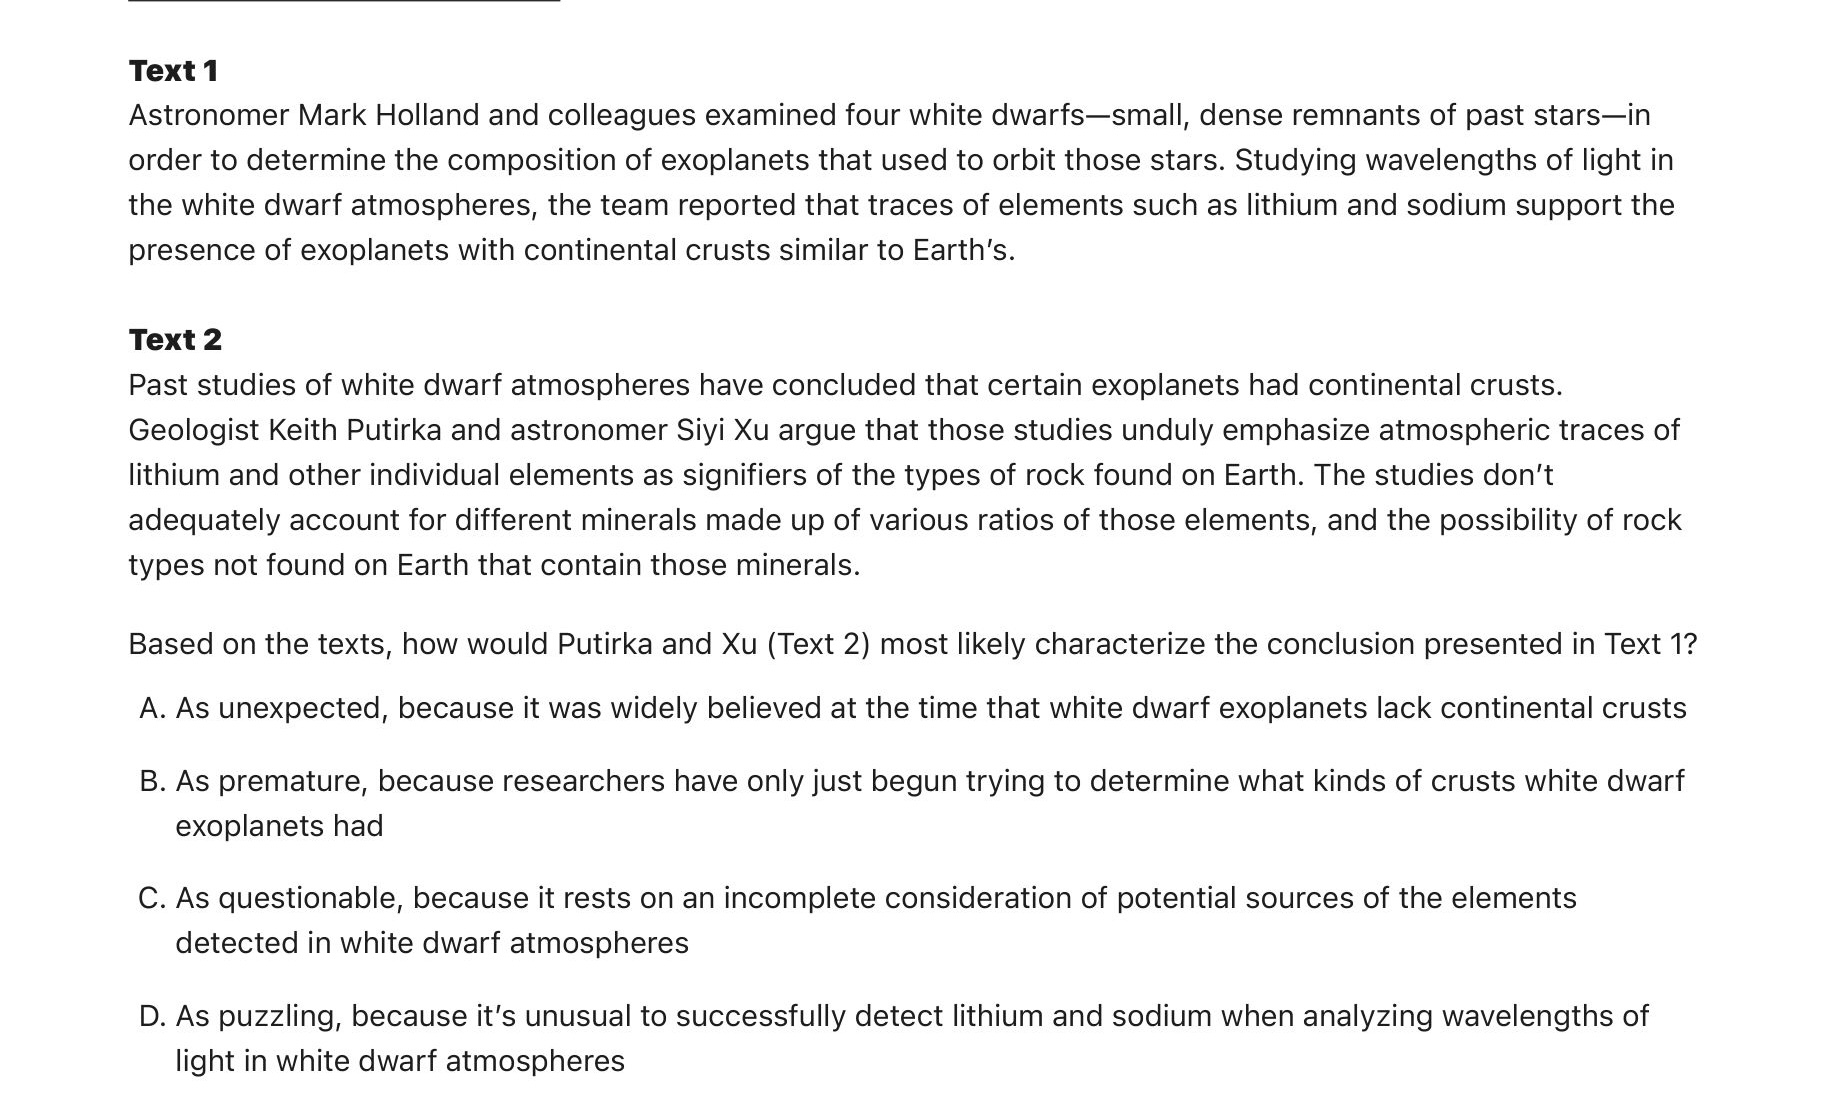 Text 1
Astronomer Mark Holland and colleagues examined four white dwarfs—small, dense remnants of past stars—in
order to determine the composition of exoplanets that used to orbit those stars. Studying wavelengths of light in
the white dwarf atmospheres, the team reported that traces of elements such as lithium and sodium support the
presence of exoplanets with continental crusts similar to Earth’s.
Text 2
Past studies of white dwarf atmospheres have concluded that certain exoplanets had continental crusts.
Geologist Keith Putirka and astronomer Siyi Xu argue that those studies unduly emphasize atmospheric traces of
lithium and other individual elements as signifiers of the types of rock found on Earth. The studies don’t
adequately account for different minerals made up of various ratios of those elements, and the possibility of rock
types not found on Earth that contain those minerals.
Based on the texts, how would Putirka and Xu (Text 2) most likely characterize the conclusion presented in Text 1?
A. As unexpected, because it was widely believed at the time that white dwarf exoplanets lack continental crusts
B. As premature, because researchers have only just begun trying to determine what kinds of crusts white dwarf
exoplanets had
C. As questionable, because it rests on an incomplete consideration of potential sources of the elements
detected in white dwarf atmospheres
D. As puzzling, because it’s unusual to successfully detect lithium and sodium when analyzing wavelengths of
light in white dwarf atmospheres